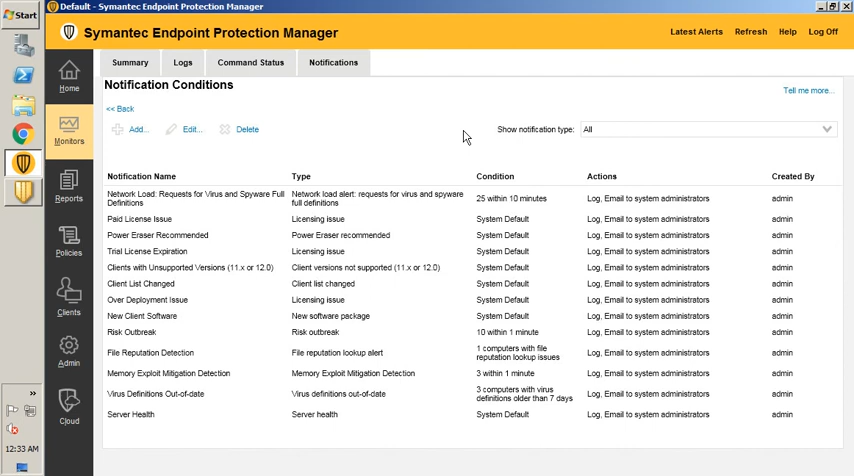 Default - Symantec Endpoint Protection Manager
Start
Symantec Endpoint Protection Manager
Latest Alerts Refresh Help Log Off
Summary Logs Command Status Notifications
Home
Monitors
Reports
Policies
Clients
Admin
Cloud
Notification Conditions
Tell me more...
<< Back
Add... Edit... Delete
Show notification type: All
Notification Name Type Condition Actions Created By
Network Load: Requests for Virus and Spyware Full Definitions Network load alert: requests for virus and spyware full definitions 25 within 10 minutes Log, Email to system administrators admin
Paid License Issue Licensing issue System Default Log, Email to system administrators admin
Power Eraser Recommended Power Eraser recommended System Default Log, Email to system administrators admin
Trial License Expiration Licensing issue System Default Log, Email to system administrators admin
Clients with Unsupported Versions (11.x or 12.0) Client versions not supported (11.x or 12.0) System Default Log, Email to system administrators admin
Client List Changed Client list changed System Default Log, Email to system administrators admin
Over Deployment Issue Licensing issue System Default Log, Email to system administrators admin
New Client Software New software package System Default Log, Email to system administrators admin
Risk Outbreak Risk outbreak 10 within 1 minute Log, Email to system administrators admin
File Reputation Detection File reputation lookup alert 1 computers with file reputation lookup issues Log, Email to system administrators admin
Memory Exploit Mitigation Detection Memory Exploit Mitigation Detection 3 within 1 minute Log, Email to system administrators admin
Virus Definitions Out-of-date Virus definitions out-of-date 3 computers with virus definitions older than 7 days Log, Email to system administrators admin
Server Health Server health System Default Log, Email to system administrators admin
12:33 AM